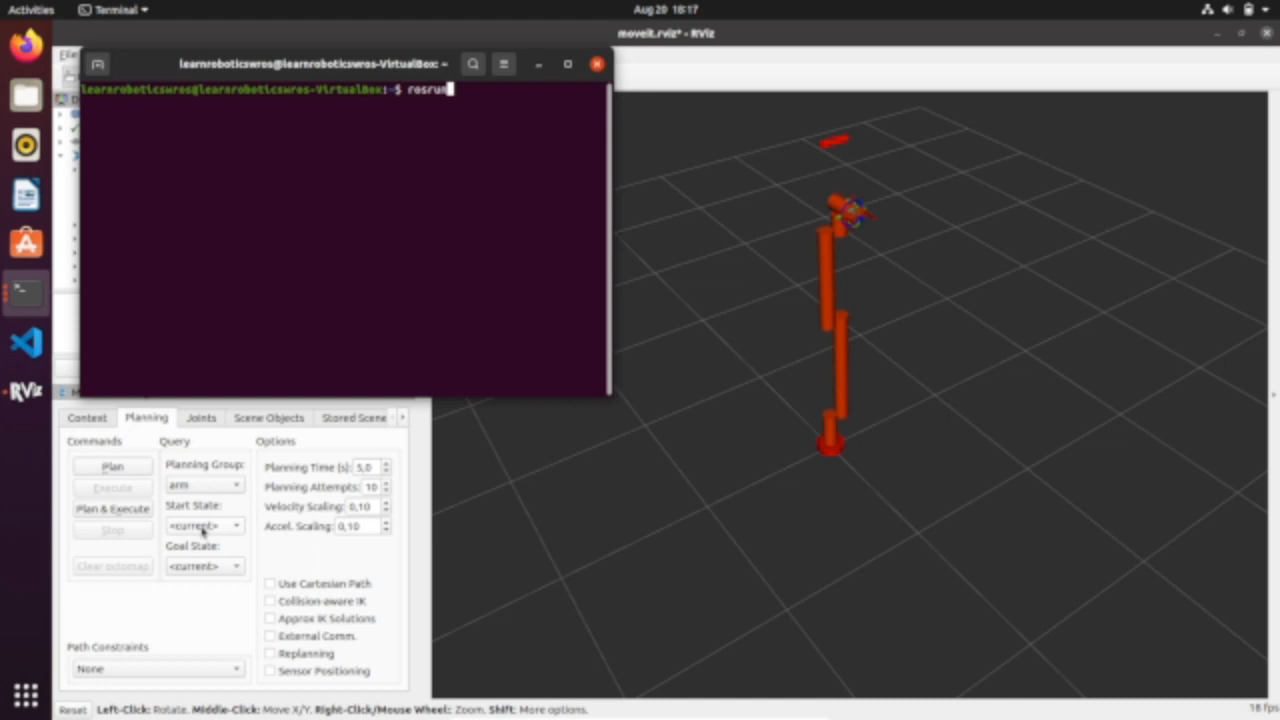 Activities
Terminal
Aug 20 18:17
moveit.rviz* - RViz
learnroboticswros@learnroboticswros-VirtualBox: ~
learnroboticswros@learnroboticswros-VirtualBox:~$ rosrun
RViz
Context Planning Joints Scene Objects Stored Scene
Commands Query Options
Plan
Execute
Plan & Execute
Stop
Clear octomap
Planning Group:
arm
Start State:
<current>
Goal State:
<current>
Planning Time (s): 5,0
Planning Attempts: 10
Velocity Scaling: 0,10
Accel. Scaling: 0,10
Use Cartesian Path
Collision-aware IK
Approx IK Solutions
External Comm.
Replanning
Sensor Positioning
Path Constraints
None
Reset Left-Click: Rotate. Middle-Click: Move X/Y. Right-Click/Mouse Wheel: Zoom. Shift: More options.
18 fps